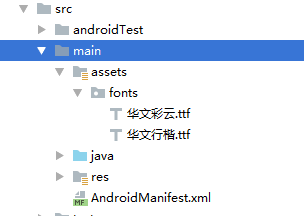 src
androidTest
main
assets
fonts
华文彩云.ttf
华文行楷.ttf
java
res
AndroidManifest.xml